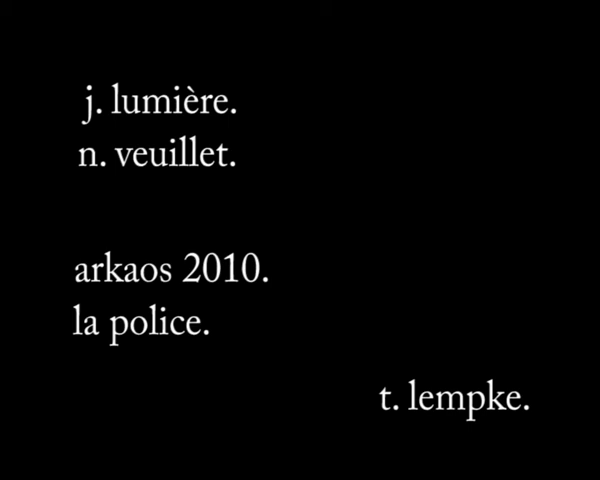 j. lumière.
n. veuillet.
arkaos 2010.
la police.
t. lempke.